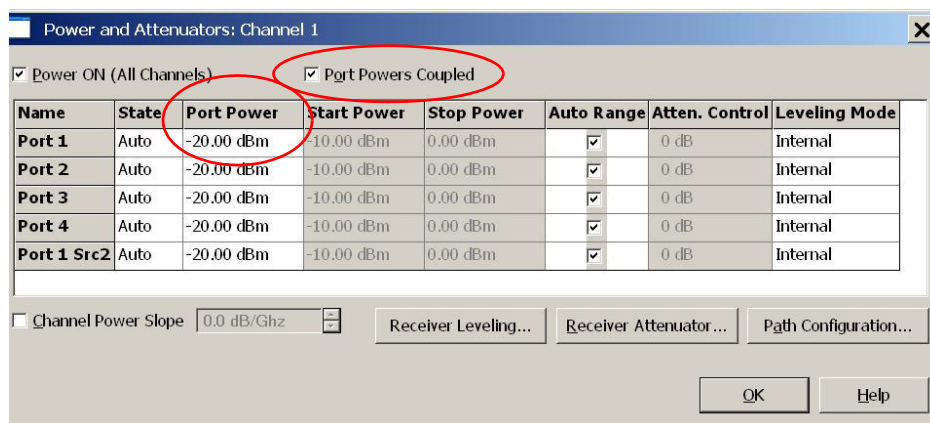 Power and Attenuators: Channel 1
Power ON (All Channels) Port Powers Coupled
Name State Port Power Start Power Stop Power Auto Range Atten. Control Leveling Mode
Port 1 Auto -20.00 dBm -10.00 dBm 0.00 dBm 0 dB Internal
Port 2 Auto -20.00 dBm -10.00 dBm 0.00 dBm 0 dB Internal
Port 3 Auto -20.00 dBm -10.00 dBm 0.00 dBm 0 dB Internal
Port 4 Auto -20.00 dBm -10.00 dBm 0.00 dBm 0 dB Internal
Port 1 Src2 Auto -20.00 dBm -10.00 dBm 0.00 dBm 0 dB Internal
Channel Power Slope 0.0 dB/Ghz Receiver Leveling... Receiver Attenuator... Path Configuration...
OK Help